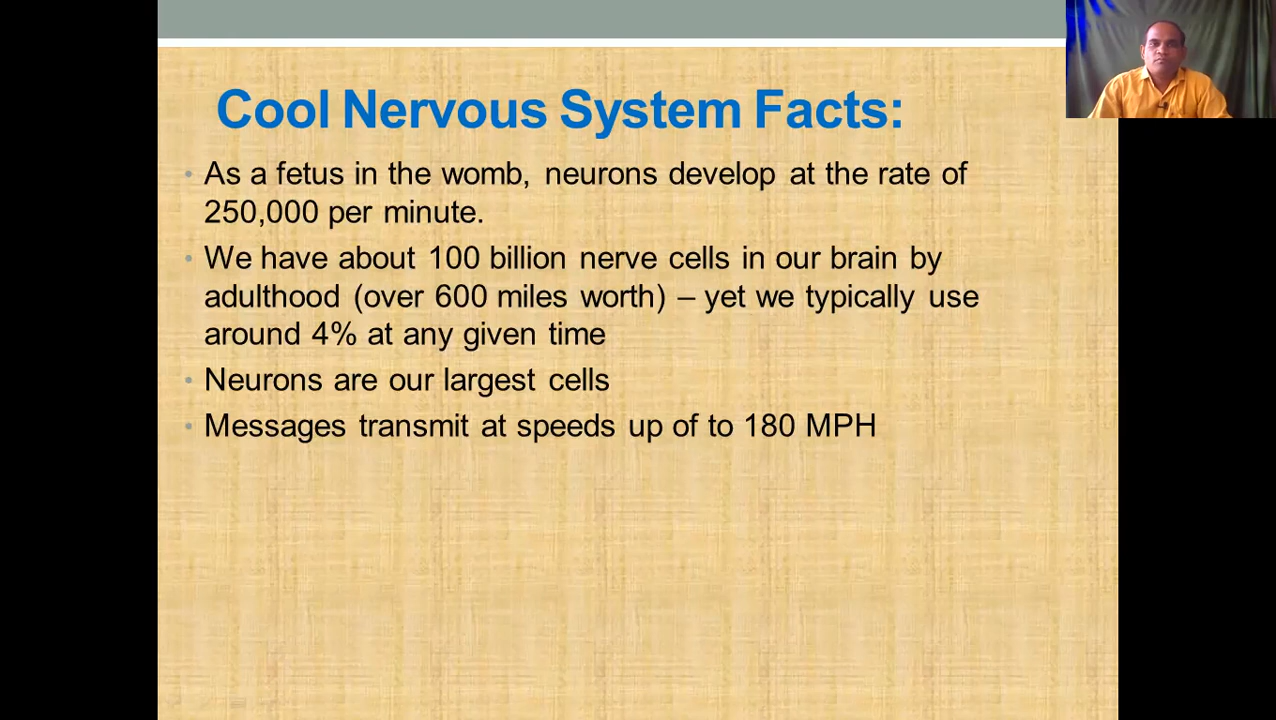 Cool Nervous System Facts:
• As a fetus in the womb, neurons develop at the rate of
250,000 per minute.
• We have about 100 billion nerve cells in our brain by
adulthood (over 600 miles worth) – yet we typically use
around 4% at any given time
• Neurons are our largest cells
• Messages transmit at speeds up of to 180 MPH